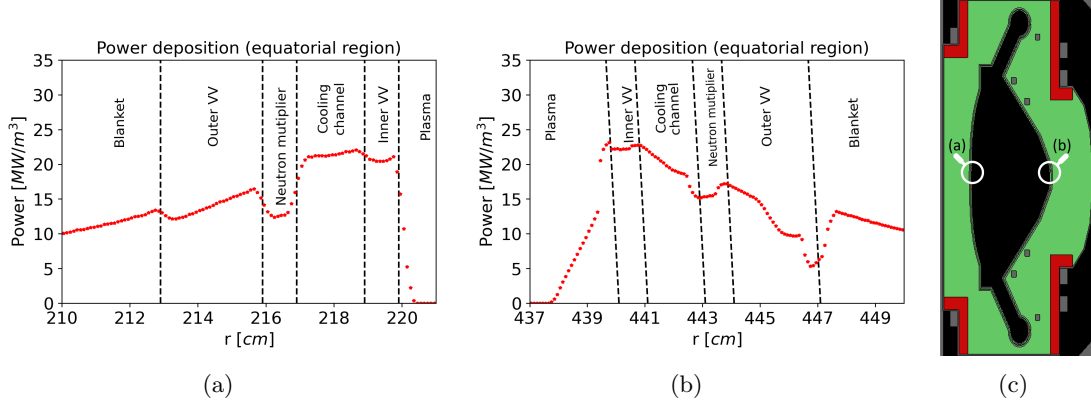 Power deposition (equatorial region)
35
30
25
20
15
10
5
0
Power [MW/m³]
Blanket
Outer VV
Neutron mutiplier
Cooling
channel
Inner VV
Plasma
210
212
214
216
218
220
r [cm]
(a)
Power deposition (equatorial region)
35
30
25
20
15
10
5
0
Power [MW/m³]
Plasma
Inner VV
Cooling
channel
Neutron mutiplier
Outer VV
Blanket
437
439
441
443
445
447
449
r [cm]
(b)
(a)
(b)
(c)